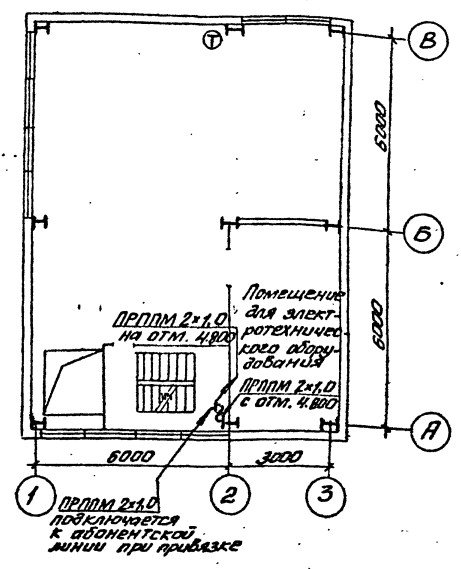 Т
В
6000
Б
6000
Помещение
для элект-
ротехничес-
кого обору-
дования
ПРППМ 2×1,0
на отм. 4.800
ПРППМ 2×1,0
с отм. 4.800
А
6000
3000
1
2
3
ПРППМ 2×1,0
подключается
к абонентской
линии при привязке